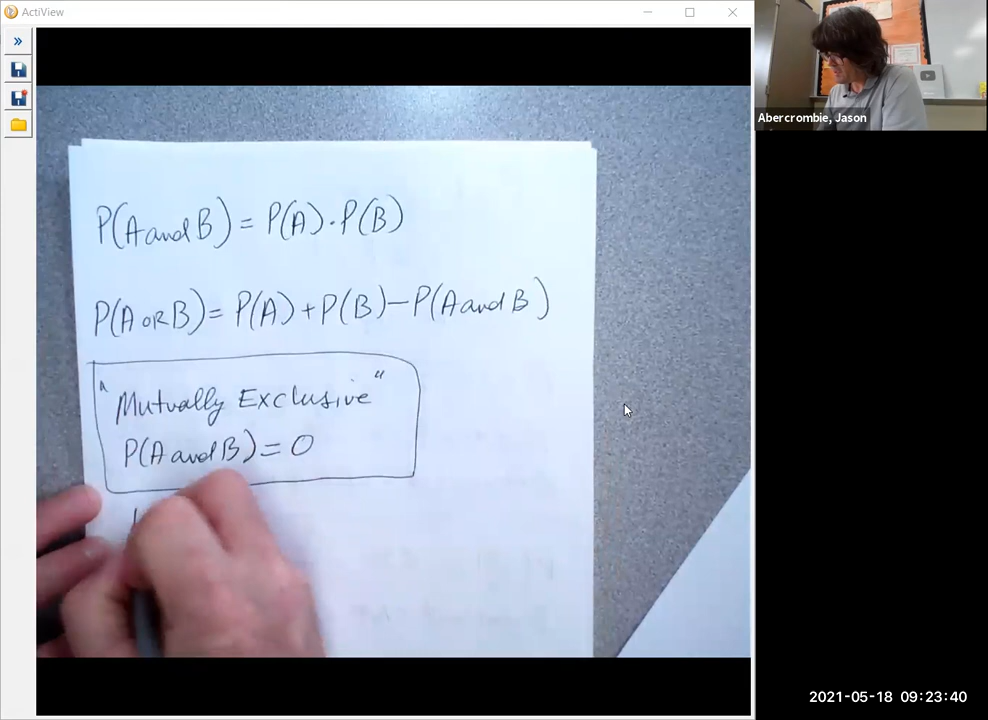 ActiView
Abercrombie, Jason
P(A and B) = P(A) · P(B)
P(A OR B) = P(A) + P(B) − P(A and B)
"Mutually Exclusive"
P(A and B) = 0
2021-05-18 09:23:40